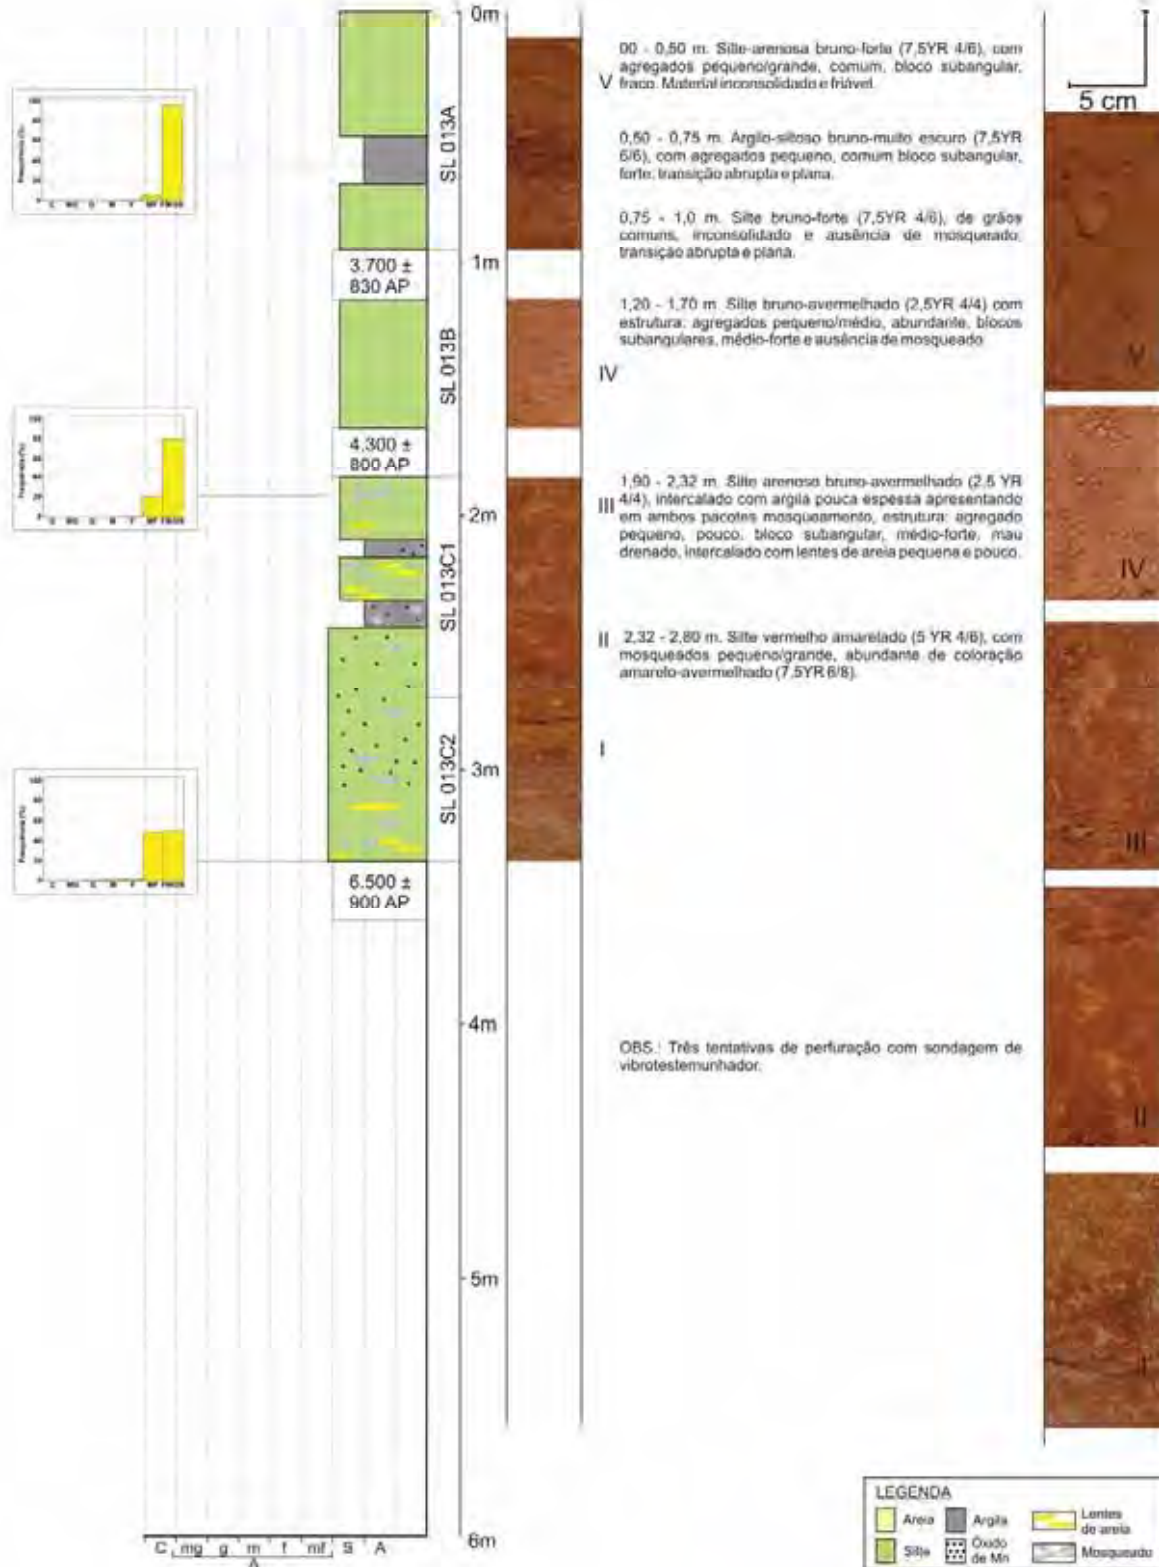 0m
1m
2m
3m
4m
5m
6m
SL 013A
SL 013B
SL 013C1
SL 013C2
3.700 ±
830 AP
4.300 ±
800 AP
6.500 ±
900 AP
V
00 - 0,50 m. Silte-arenosa bruno-forte (7,5YR 4/6), com
agregados pequeno/grande, comum, bloco subangular,
fraco. Material inconsolidado e friável.
0,50 - 0,75 m. Argilo-siltoso bruno-muito escuro (7,5YR
6/6), com agregados pequeno, comum bloco subangular,
forte, transição abrupta e plana.
0,75 - 1,0 m. Silte bruno-forte (7,5YR 4/6), de grãos
comuns, inconsolidado e ausência de mosqueado,
transição abrupta e plana.
1,20 - 1,70 m. Silte bruno-avermelhado (2,5YR 4/4) com
estrutura: agregados pequeno/médio, abundante, blocos
subangulares, médio-forte e ausência de mosqueado
IV
III
1,90 - 2,32 m. Silte arenoso bruno-avermelhado (2.5 YR
4/4), intercalado com argila pouca espessa apresentando
em ambos pacotes mosqueamento, estrutura: agregado
pequeno, pouco, bloco subangular, médio-forte, mau
drenado, intercalado com lentes de areia pequena e pouco.
II
2,32 - 2,80 m. Silte vermelho amarelado (5 YR 4/6), com
mosqueados pequeno/grande, abundante de coloração
amarelo-avermelhado (7,5YR 6/8).
I
OBS.: Três tentativas de perfuração com sondagem de
vibrotestemunhador.
5 cm
V
IV
III
II
I
C mg g m f mf S A
A
LEGENDA
Areia Argila Lentes de areia
Silte Óxido de Mn Mosqueado